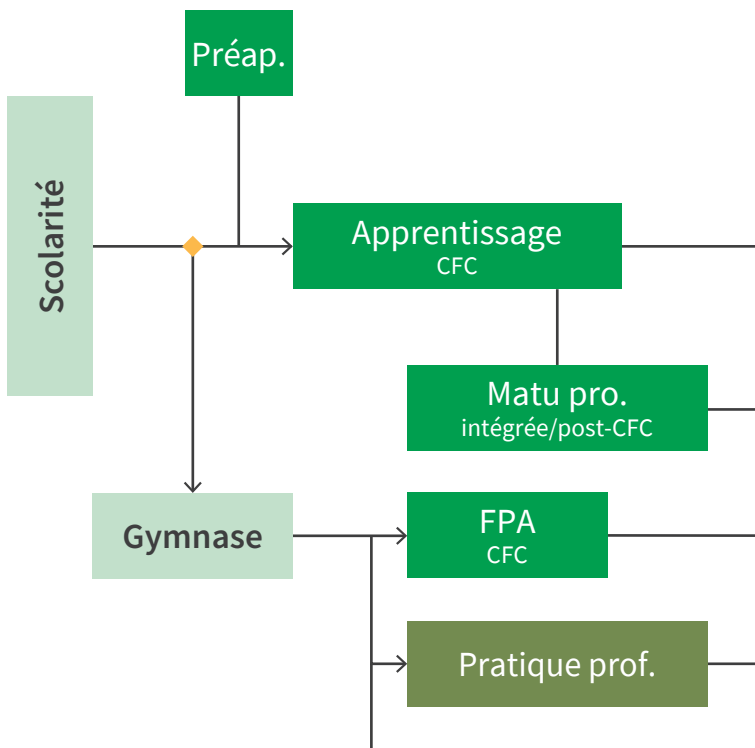 Préap.
Scolarité
Apprentissage
CFC
Matu pro.
intégrée/post-CFC
Gymnase
FPA
CFC
Pratique prof.